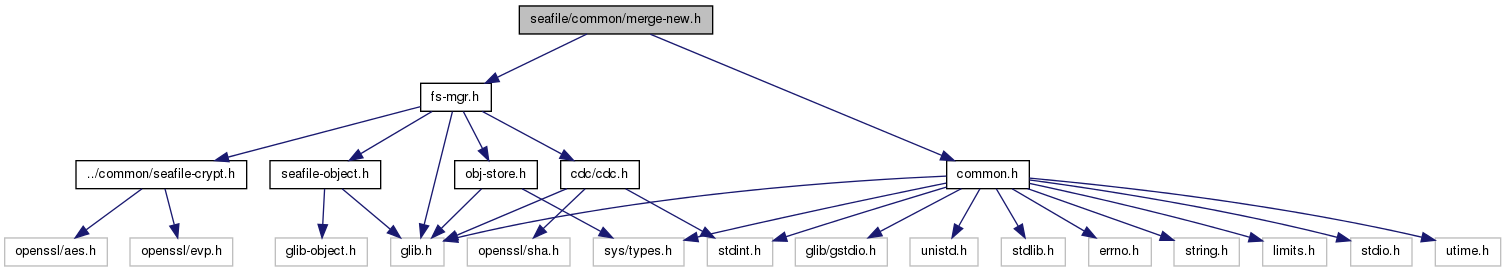 seafile/common/merge-new.h
fs-mgr.h
../common/seafile-crypt.h
seafile-object.h
obj-store.h
cdc/cdc.h
common.h
openssl/aes.h
openssl/evp.h
glib-object.h
glib.h
openssl/sha.h
sys/types.h
stdint.h
glib/gstdio.h
unistd.h
stdlib.h
errno.h
string.h
limits.h
stdio.h
utime.h